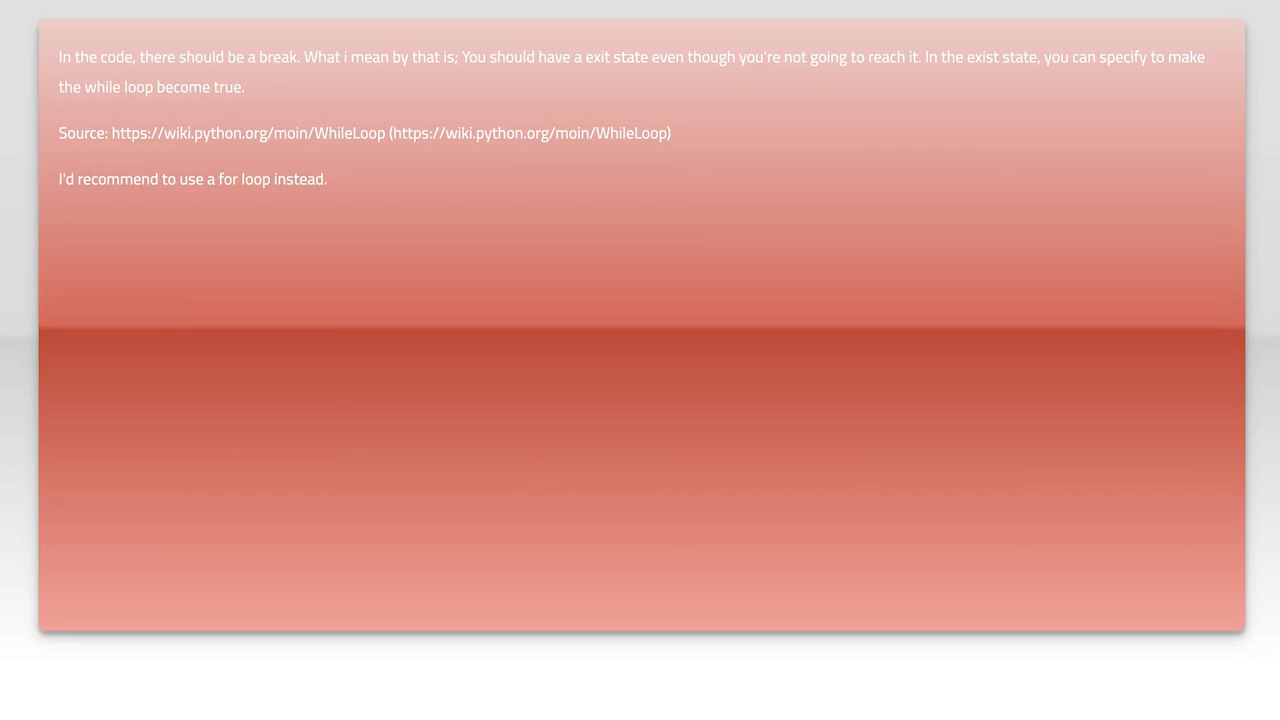 In the code, there should be a break. What i mean by that is; You should have a exit state even though you're not going to reach it. In the exist state, you can specify to make
the while loop become true.
Source: https://wiki.python.org/moin/WhileLoop (https://wiki.python.org/moin/WhileLoop)
I'd recommend to use a for loop instead.